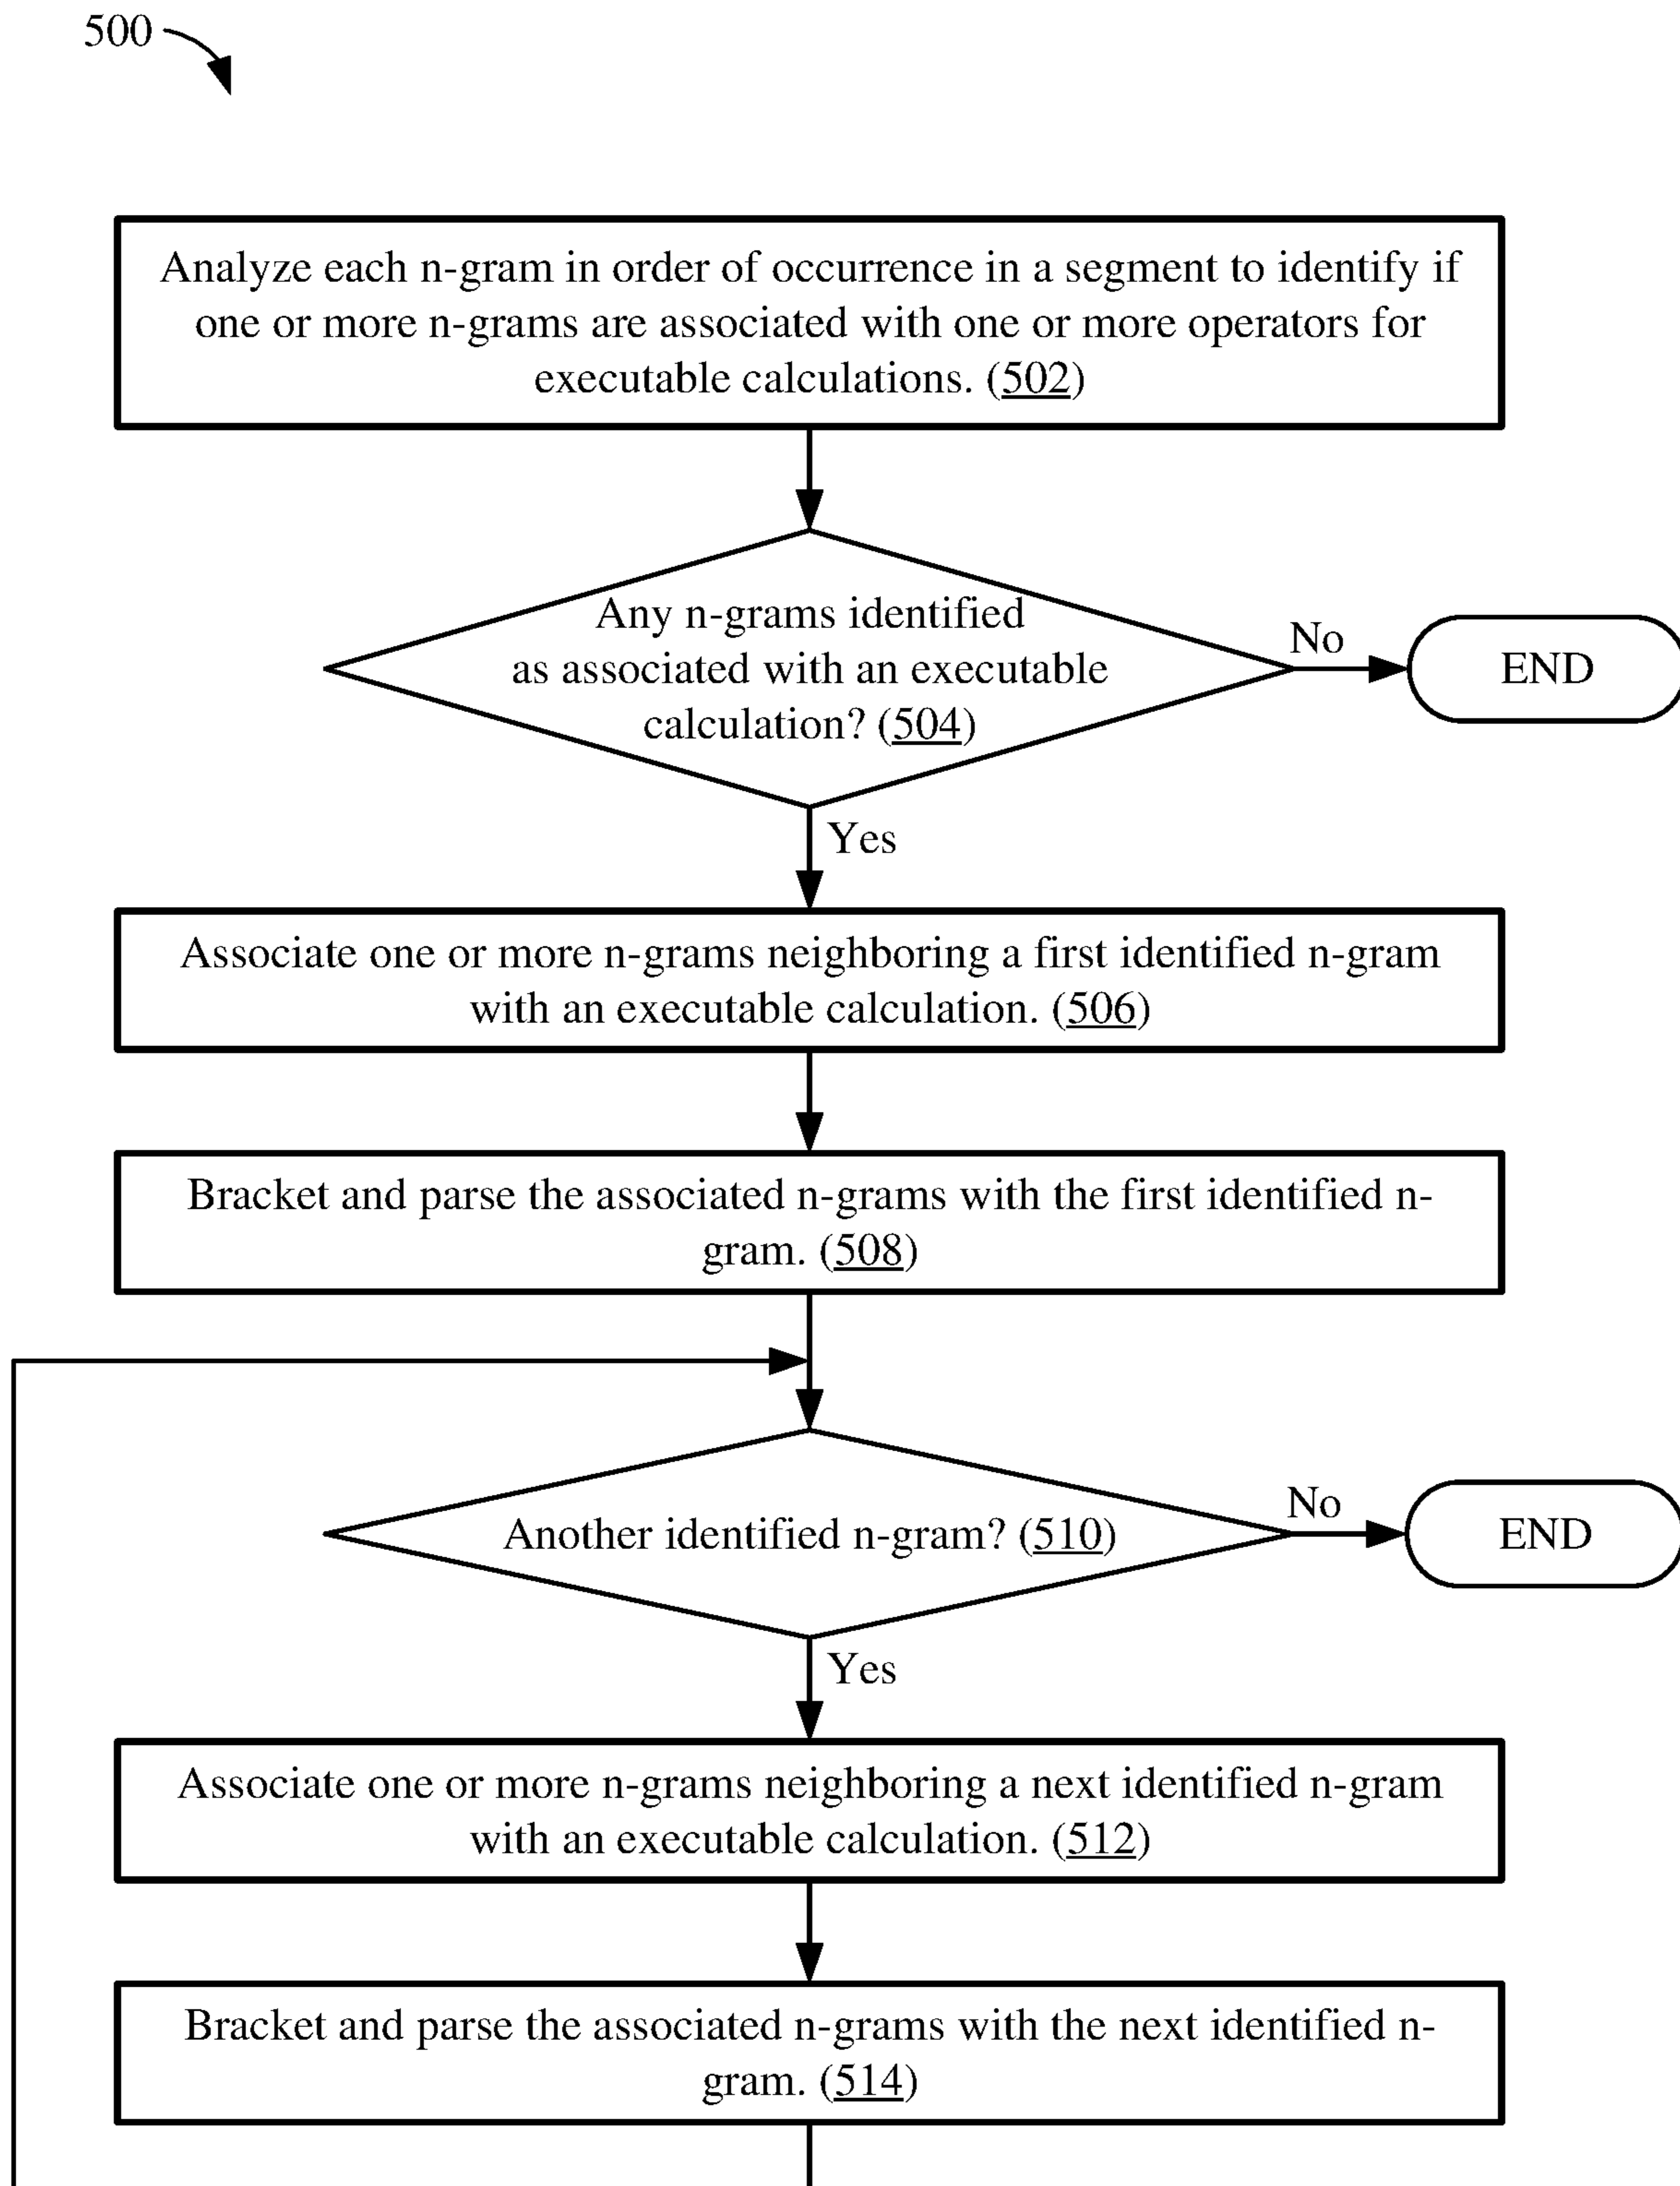 500
Analyze each n-gram in order of occurrence in a segment to identify if
one or more n-grams are associated with one or more operators for
executable calculations. (502)
Any n-grams identified
as associated with an executable
calculation? (504)
No
END
Yes
Associate one or more n-grams neighboring a first identified n-gram
with an executable calculation. (506)
Bracket and parse the associated n-grams with the first identified n-
gram. (508)
Another identified n-gram? (510)
No
END
Yes
Associate one or more n-grams neighboring a next identified n-gram
with an executable calculation. (512)
Bracket and parse the associated n-grams with the next identified n-
gram. (514)